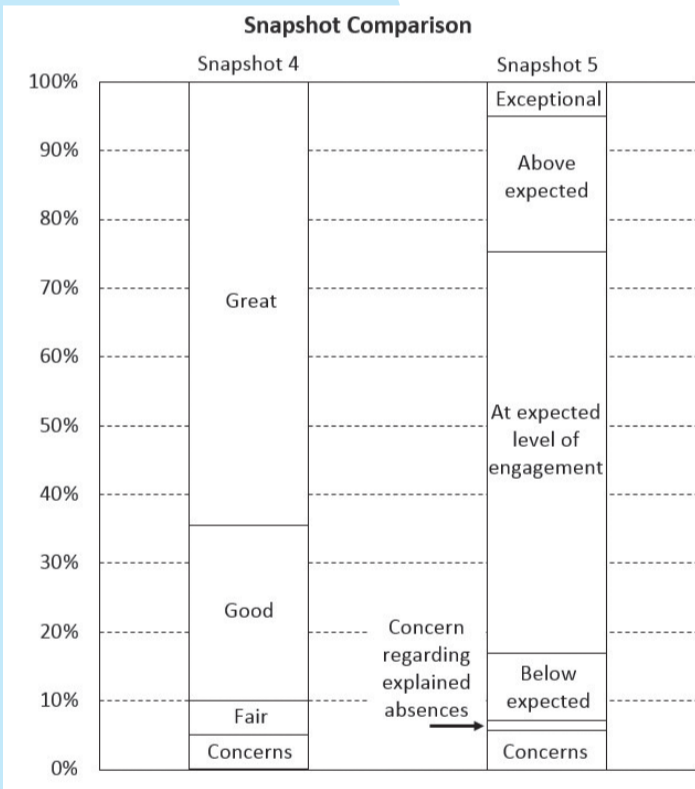 Snapshot Comparison
Snapshot 4
Snapshot 5
100%
90%
80%
70%
60%
50%
40%
30%
20%
10%
0%
Great
Good
Fair
Concerns
Concern
regarding
explained
absences
Exceptional
Above
expected
At expected
level of
engagement
Below
expected
Concerns